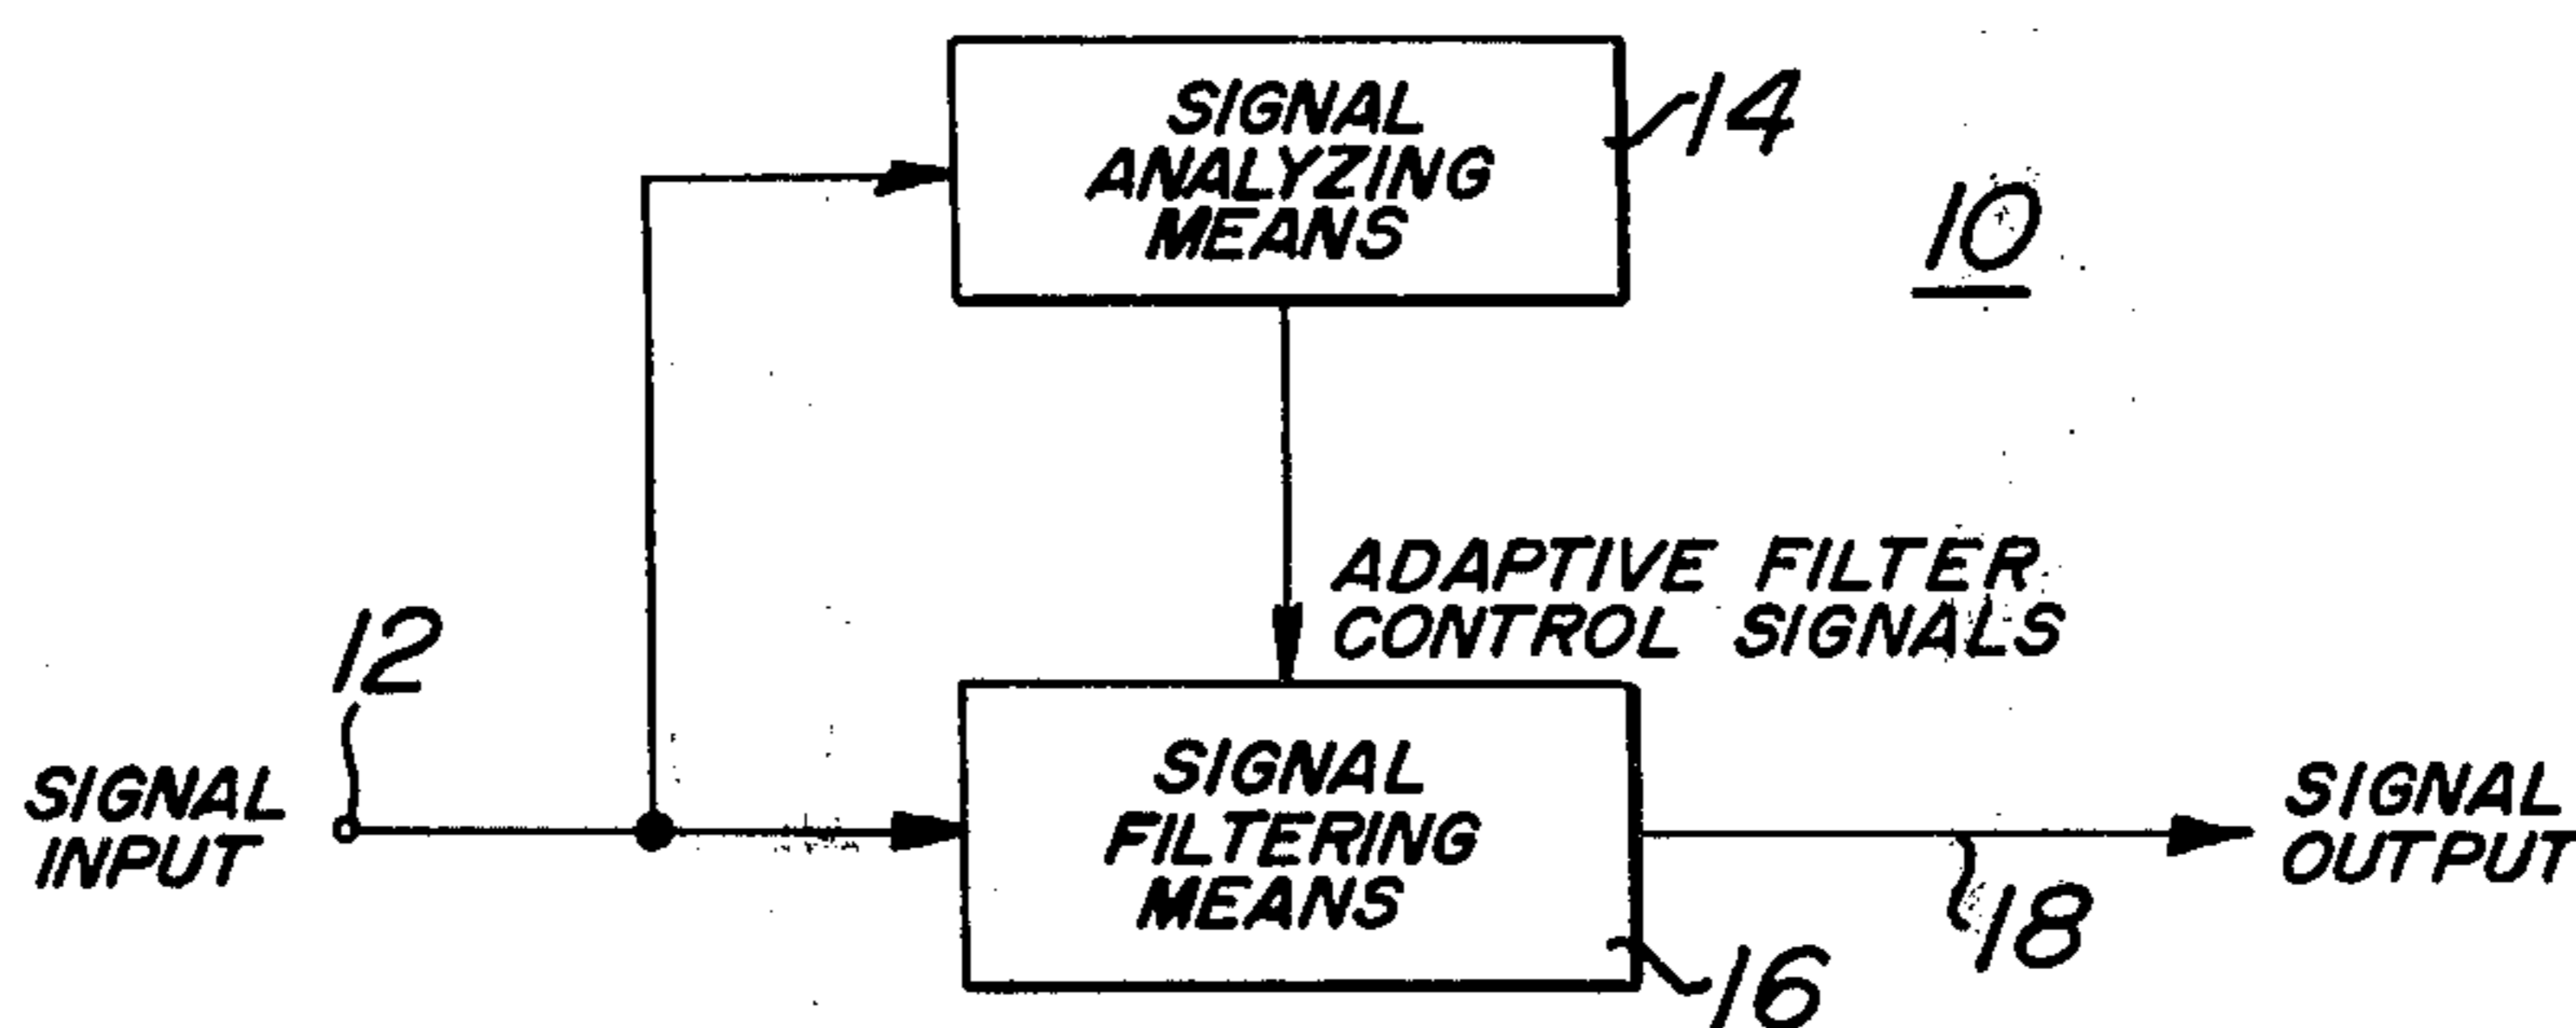 SIGNAL
ANALYZING
MEANS
14
10
ADAPTIVE FILTER
CONTROL SIGNALS
12
SIGNAL
INPUT
SIGNAL
FILTERING
MEANS
16
18
SIGNAL
OUTPUT